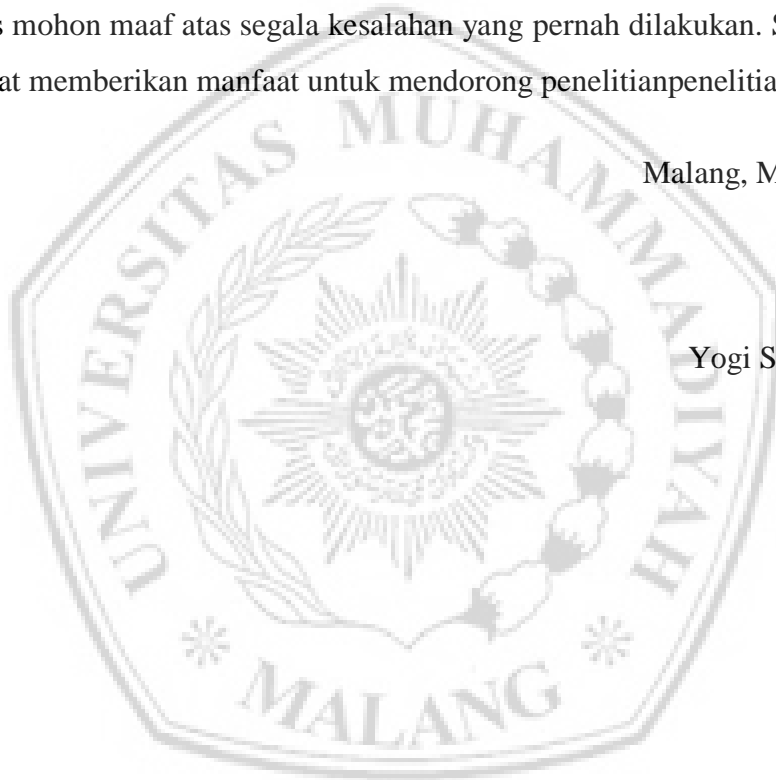 s mohon maaf atas segala kesalahan yang pernah dilakukan. S
at memberikan manfaat untuk mendorong penelitianpenelitia
Malang, M
Yogi S
UNIVERSITAS MUHAMMADIYAH
MALANG